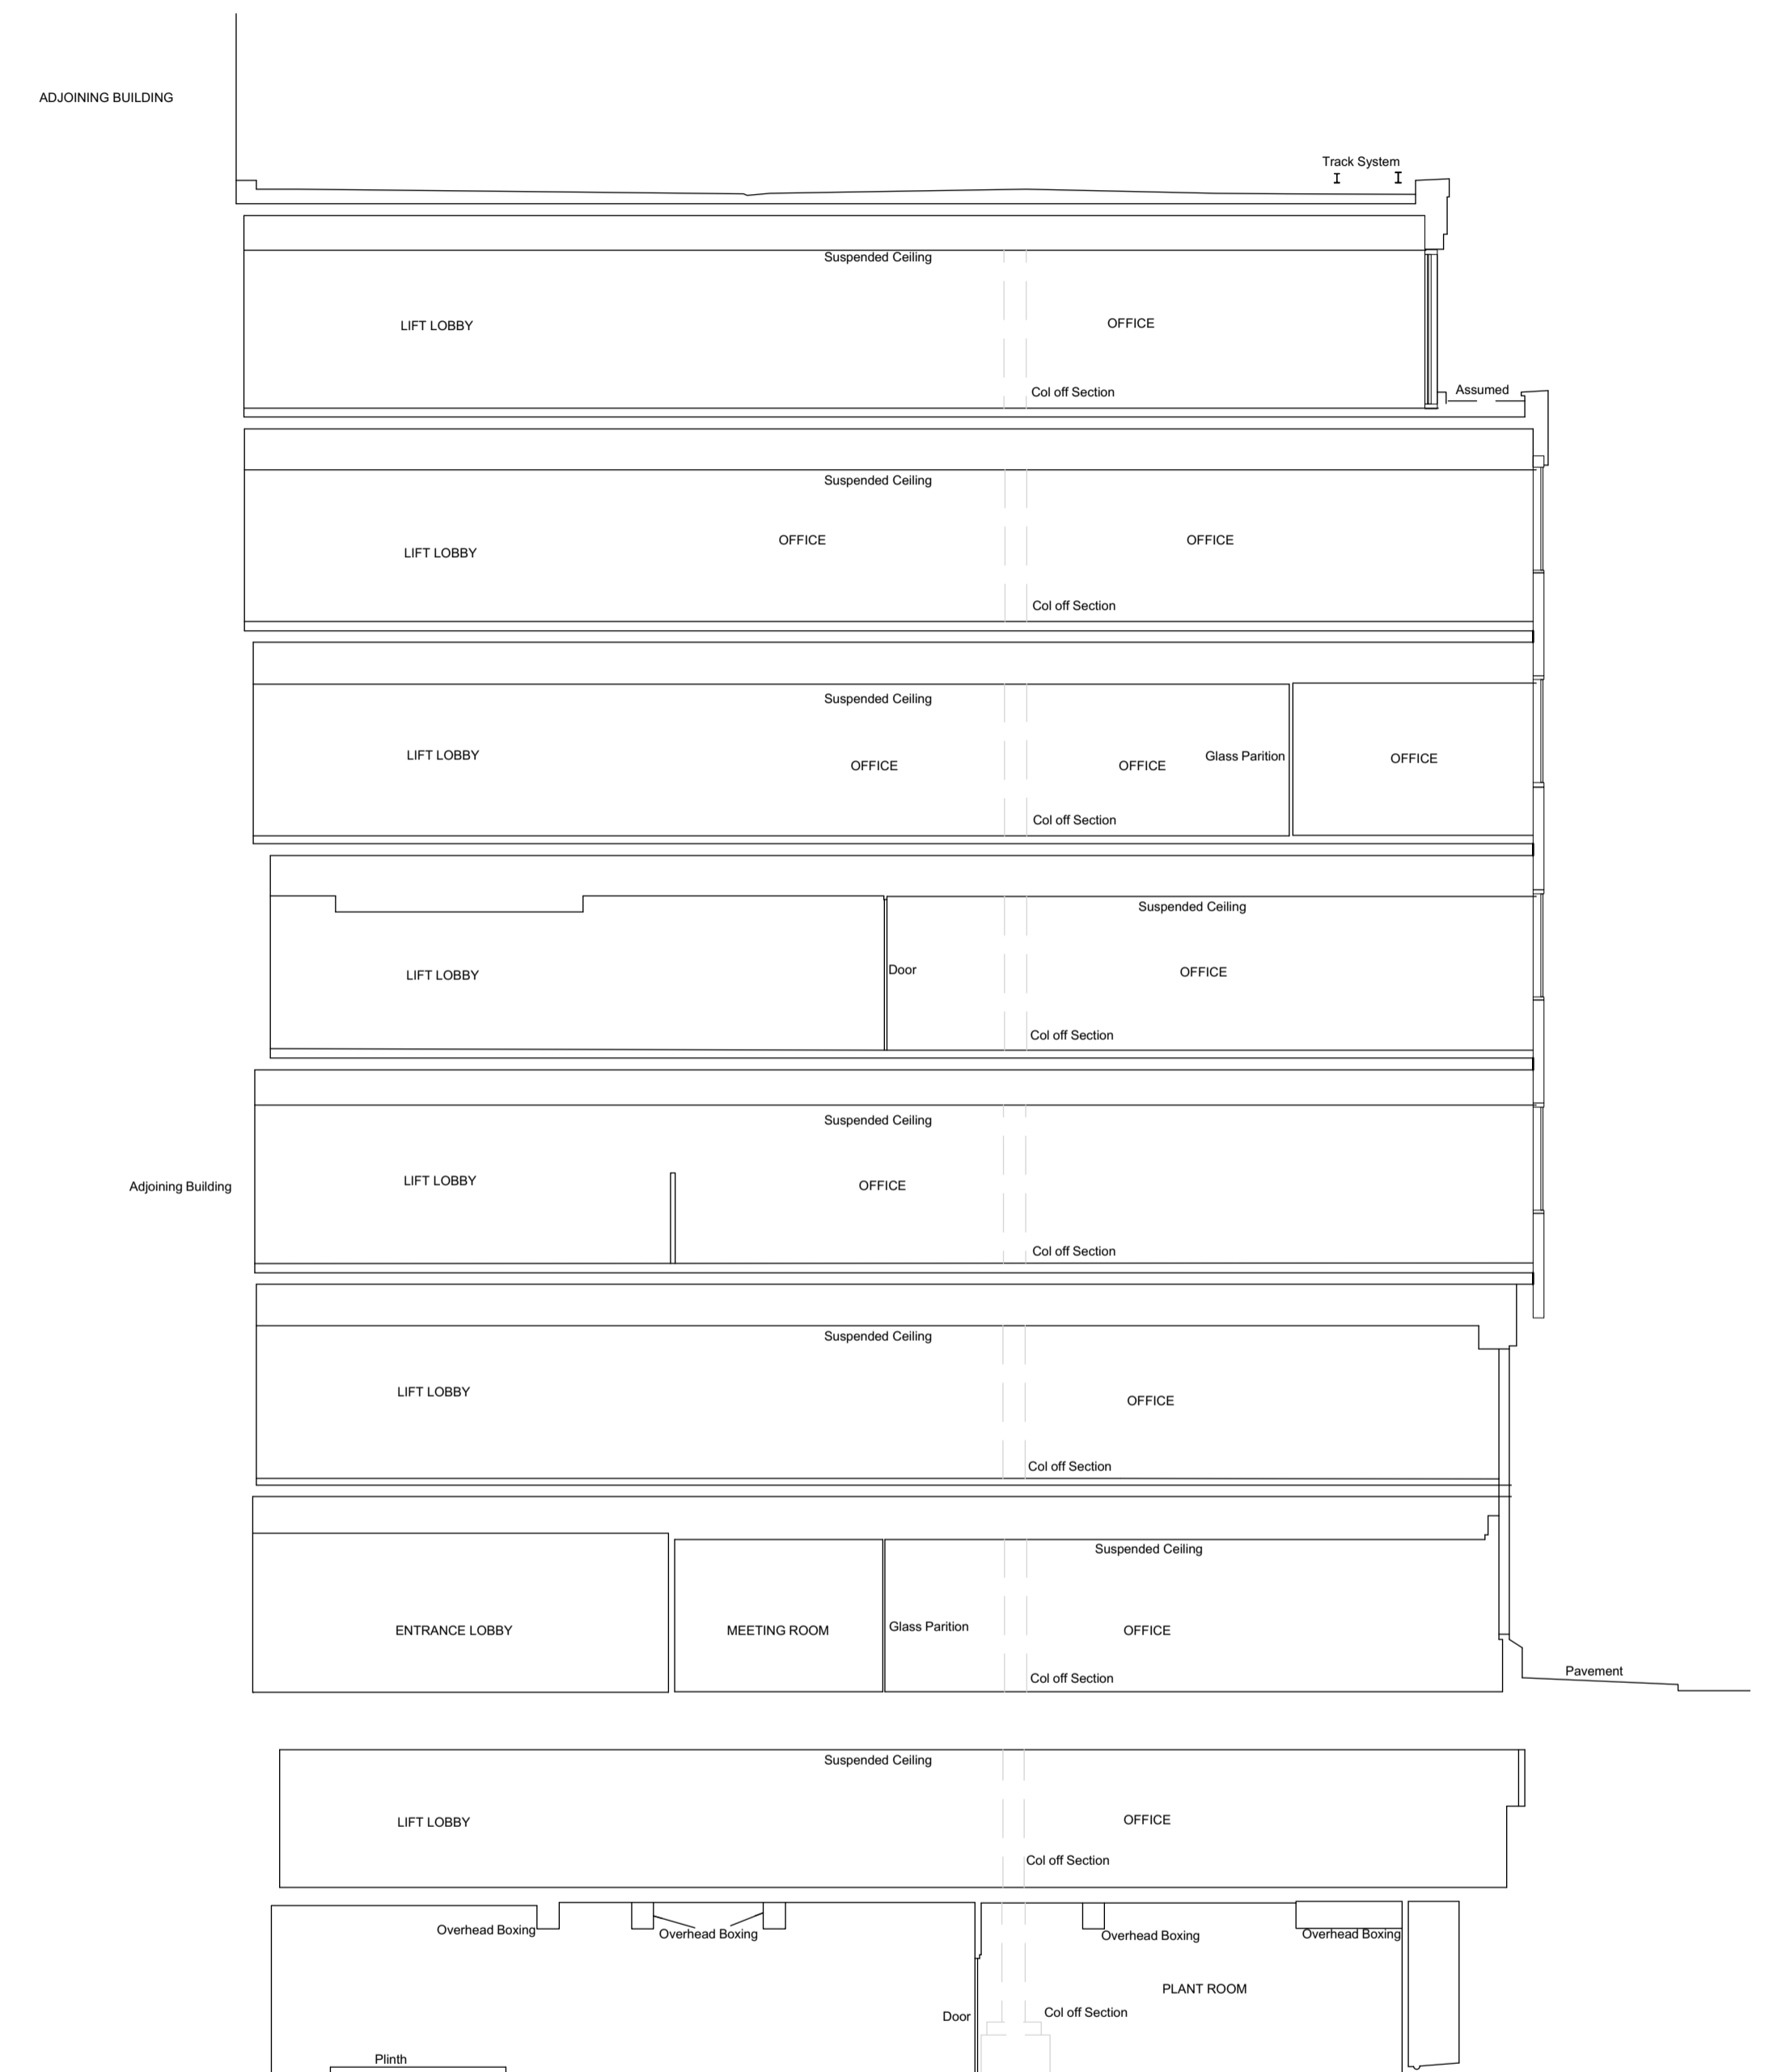 ADJOINING BUILDING
Track System
Suspended Ceiling
LIFT LOBBY
OFFICE
Col off Section
Assumed
Suspended Ceiling
LIFT LOBBY
OFFICE
OFFICE
Col off Section
Suspended Ceiling
LIFT LOBBY
OFFICE
OFFICE
Glass Parition
OFFICE
Col off Section
Suspended Ceiling
LIFT LOBBY
Door
OFFICE
Col off Section
Suspended Ceiling
Adjoining Building
LIFT LOBBY
OFFICE
Col off Section
Suspended Ceiling
LIFT LOBBY
OFFICE
Col off Section
Suspended Ceiling
ENTRANCE LOBBY
MEETING ROOM
Glass Parition
OFFICE
Col off Section
Pavement
Suspended Ceiling
LIFT LOBBY
OFFICE
Col off Section
Overhead Boxing
Overhead Boxing
Overhead Boxing
Overhead Boxing
PLANT ROOM
Door
Col off Section
Plinth